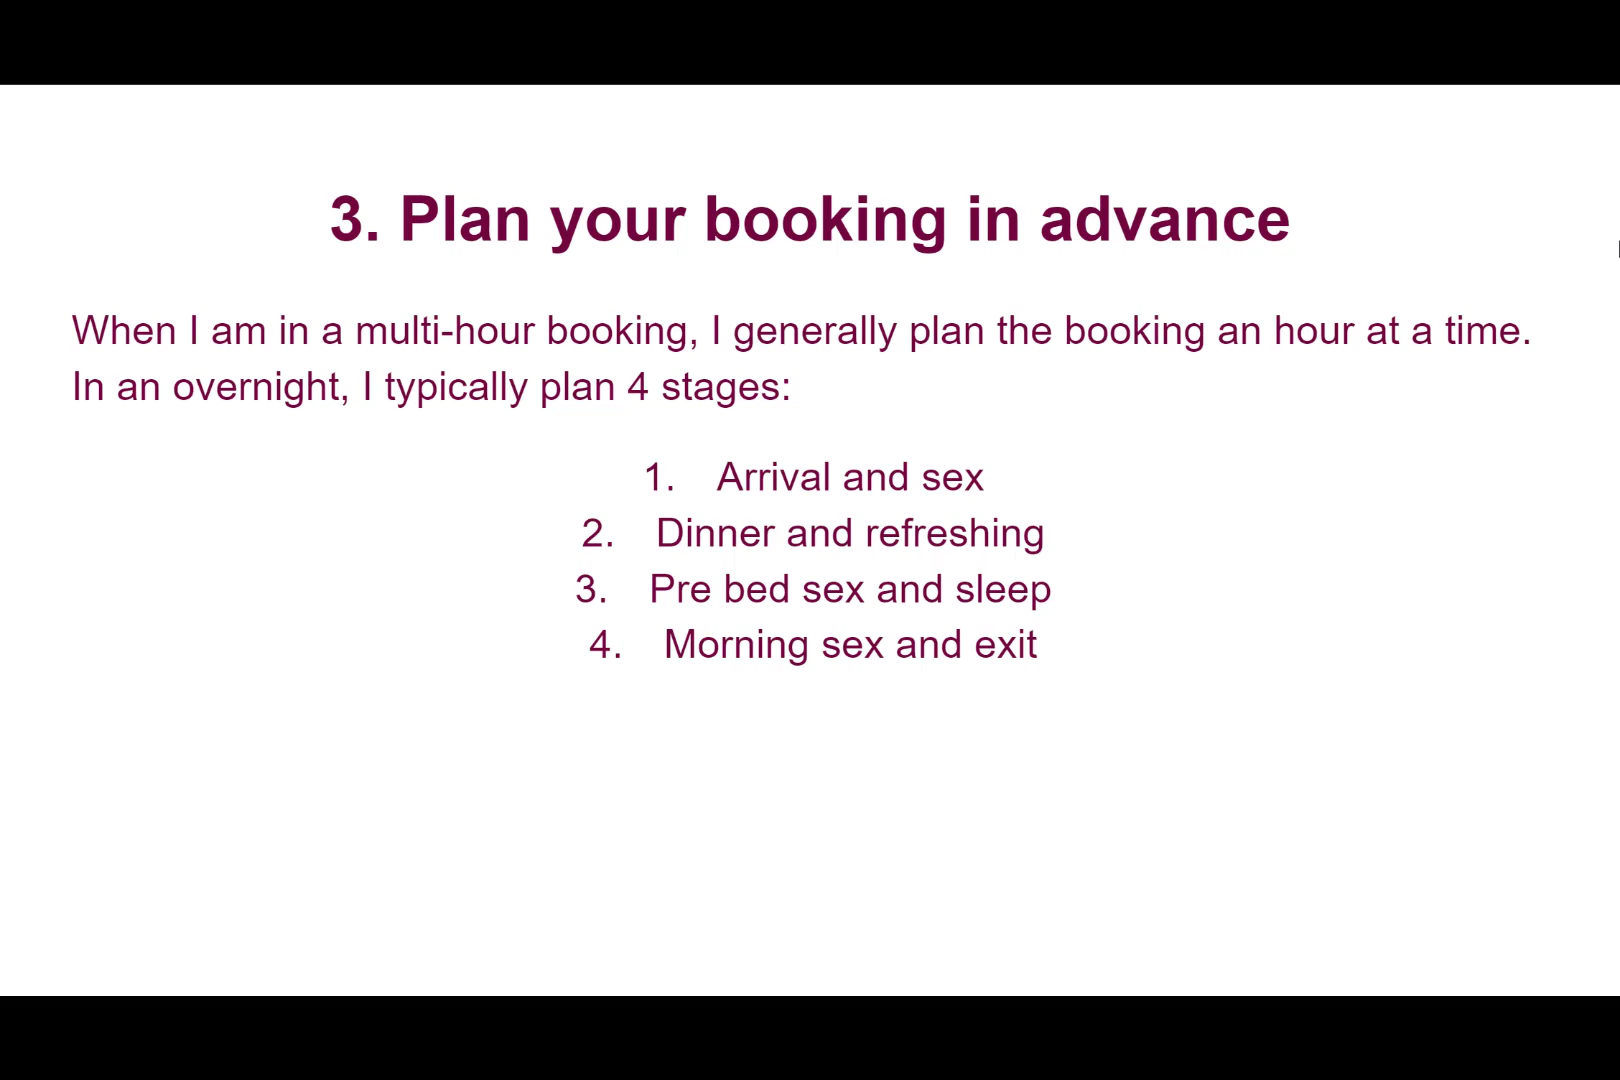 3. Plan your booking in advance
When I am in a multi-hour booking, I generally plan the booking an hour at a time.
In an overnight, I typically plan 4 stages:
1. Arrival and sex
2. Dinner and refreshing
3. Pre bed sex and sleep
4. Morning sex and exit